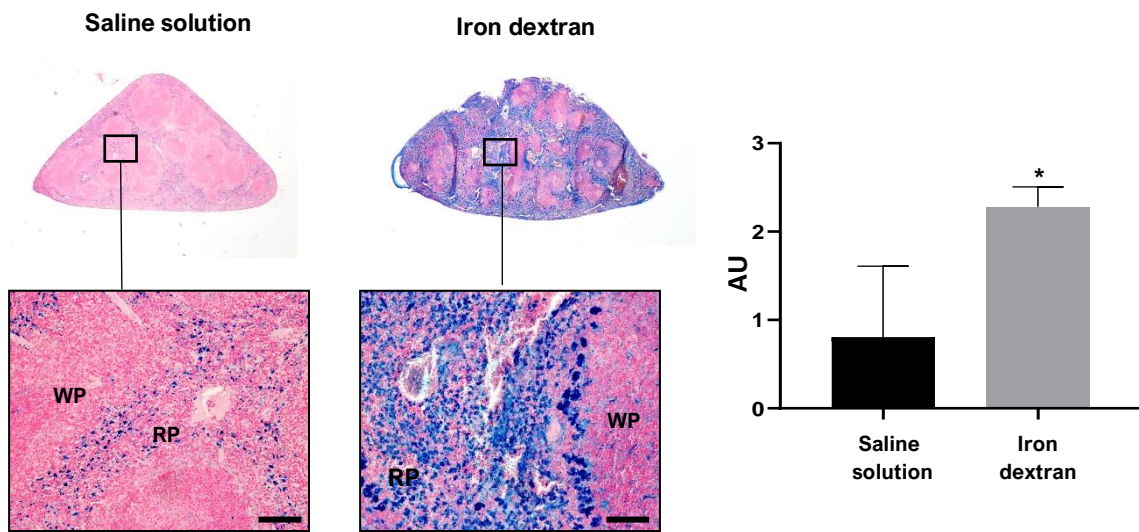 Saline solution
Iron dextran
WP
RP
RP
WP
AU
3
2
1
0
*
Saline
solution
Iron
dextran